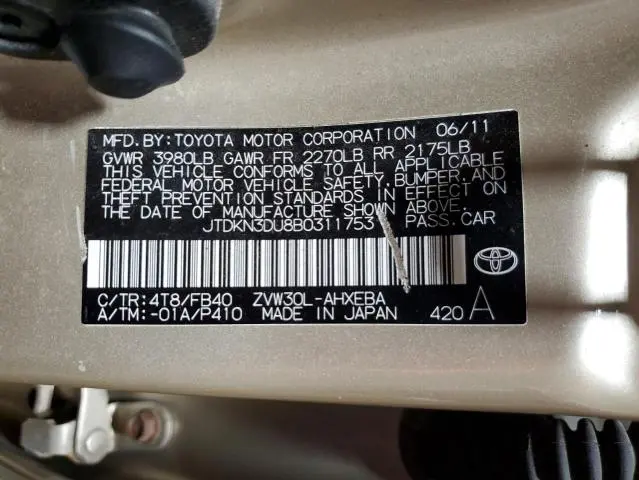 MFD. BY: TOYOTA MOTOR CORPORATION 06/11
GVWR 3980LB GAWR FR 2270LB RR 2175LB
THIS VEHICLE CONFORMS TO ALL APPLICABLE
FEDERAL MOTOR VEHICLE SAFETY, BUMPER, AND
THEFT PREVENTION STANDARDS IN EFFECT ON
THE DATE OF MANUFACTURE SHOWN ABOVE.
JTDKN3DU8B0311753 PASS. CAR
C/TR: 4T8/FB40 ZVW30L-AHXEBA
A/TM: -01A/P410 MADE IN JAPAN 420 A